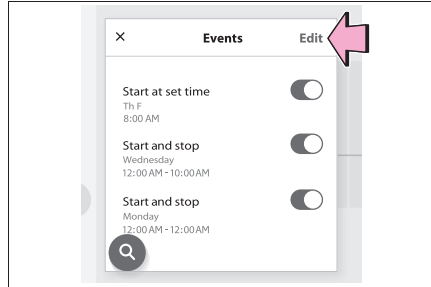 × Events Edit
Start at set time
Th F
8:00 AM
Start and stop
Wednesday
12:00 AM - 10:00 AM
Start and stop
Monday
12:00 AM - 12:00 AM